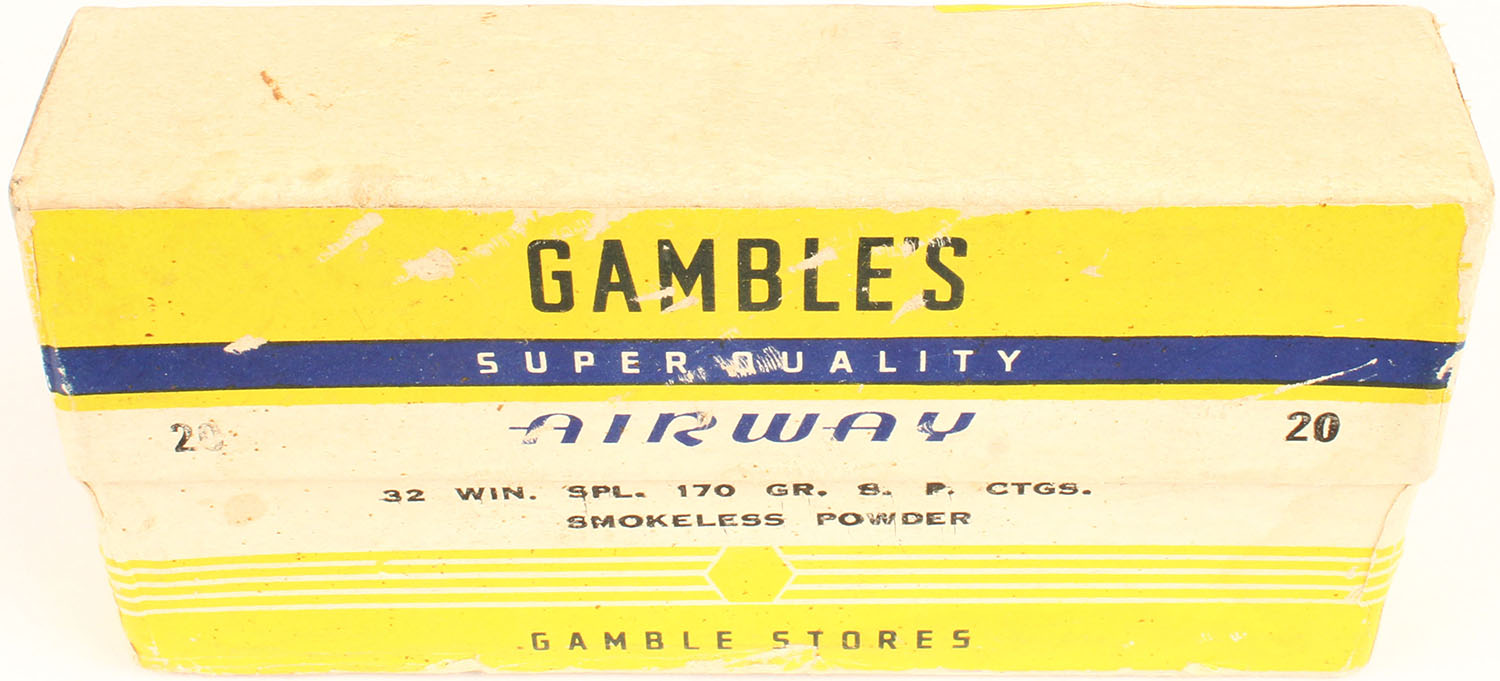 GAMBLE'S
SUPER QUALITY
20 AIRWAY 20
32 WIN. SPL. 170 GR. S. P. CTGS.
SMOKELESS POWDER
GAMBLE STORES